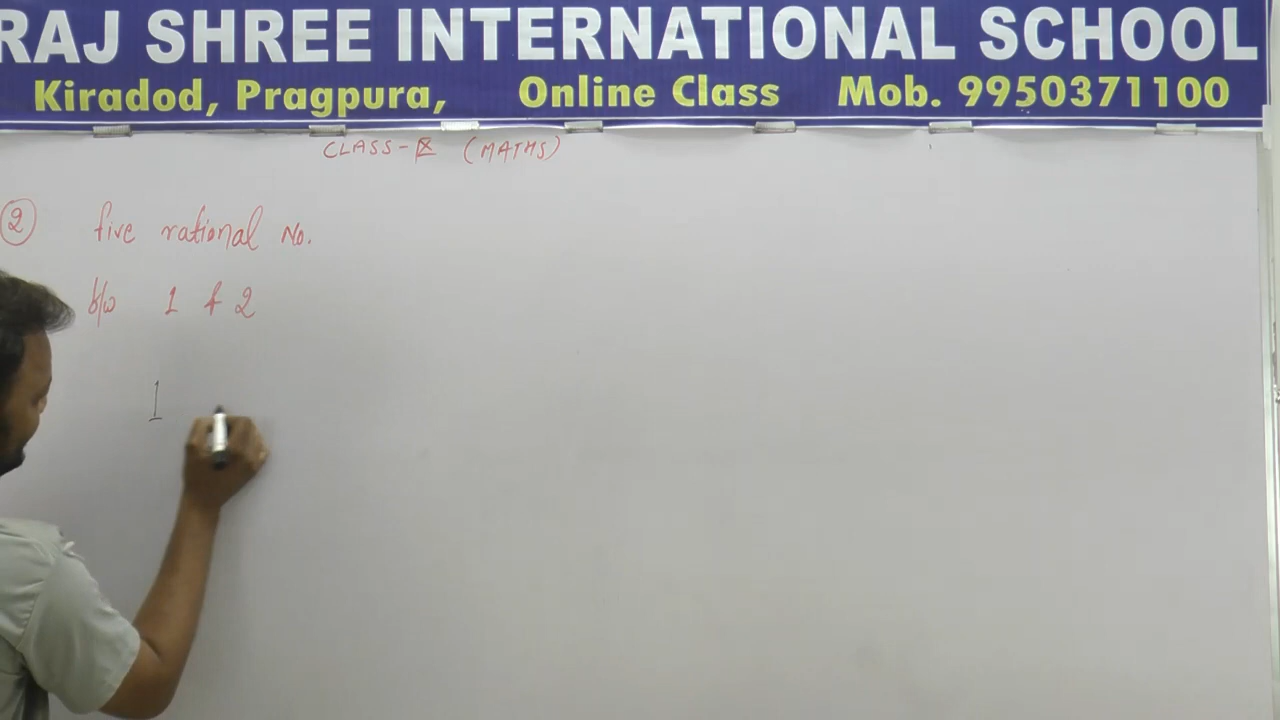 RAJ SHREE INTERNATIONAL SCHOOL
Kiradod, Pragpura, Online Class Mob. 9950371100
CLASS-IX (MATHS)
2 five rational No.
b/w 1 & 2
1